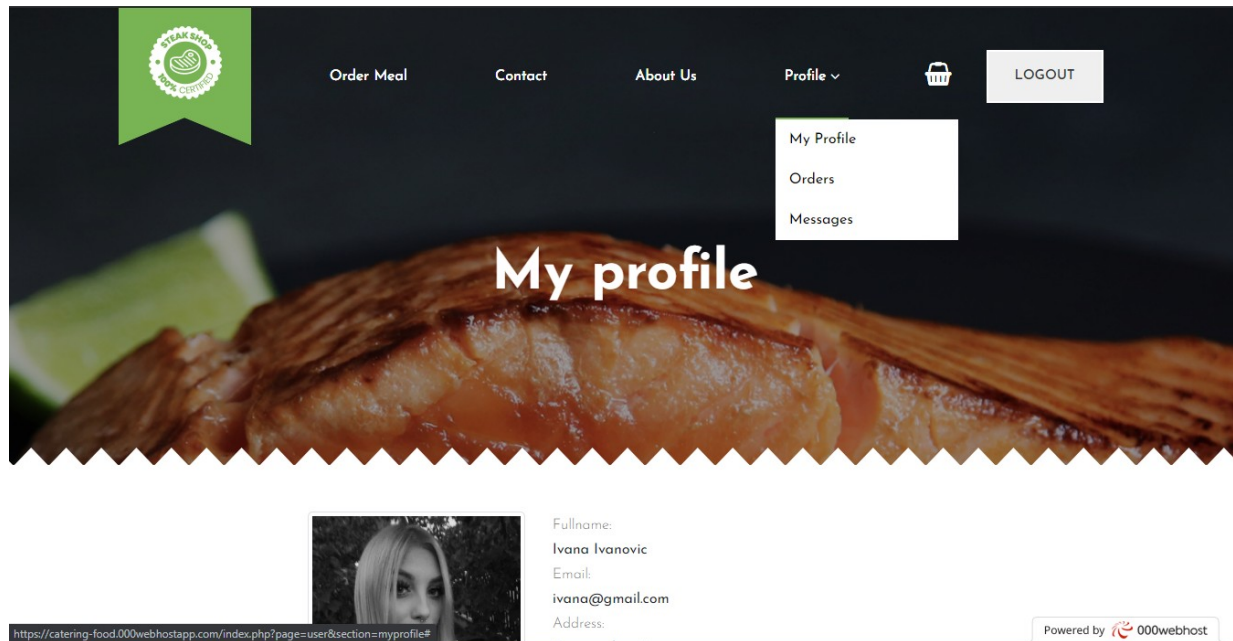 STEAK SHOP
100% CERTIFIED
Order Meal
Contact
About Us
Profile
LOGOUT
My Profile
Orders
Messages
My profile
Fullname:
Ivana Ivanovic
Email:
ivana@gmail.com
Address:
https://catering-food.000webhostapp.com/index.php?page=user&section=myprofile#
Powered by 000webhost